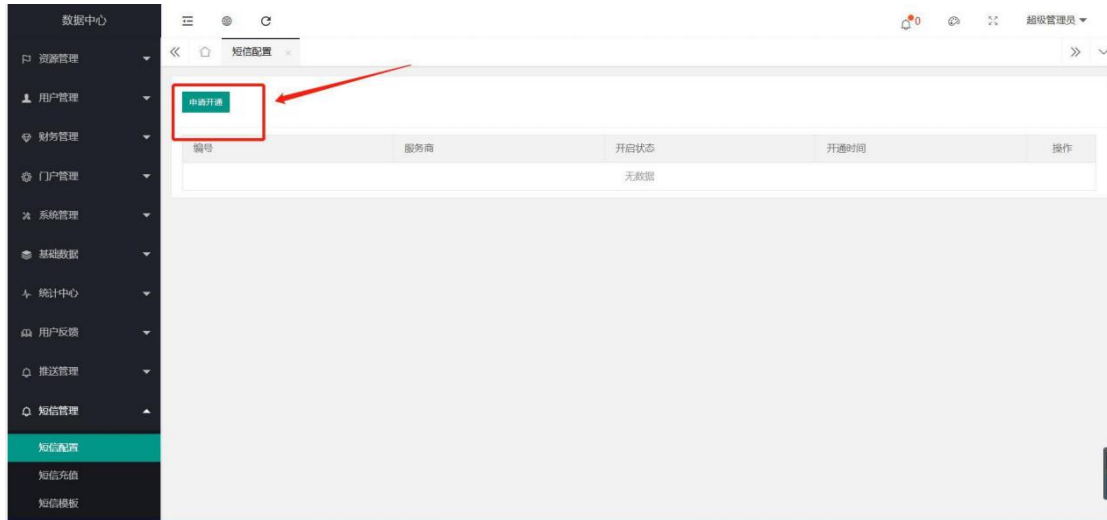 数据中心
0
超级管理员
短信配置
资源管理
用户管理
申请开通
财务管理
编号 服务商 开启状态 开通时间 操作
无数据
门户管理
系统管理
基础数据
统计中心
用户反馈
推送管理
短信管理
短信配置
短信充值
短信模板